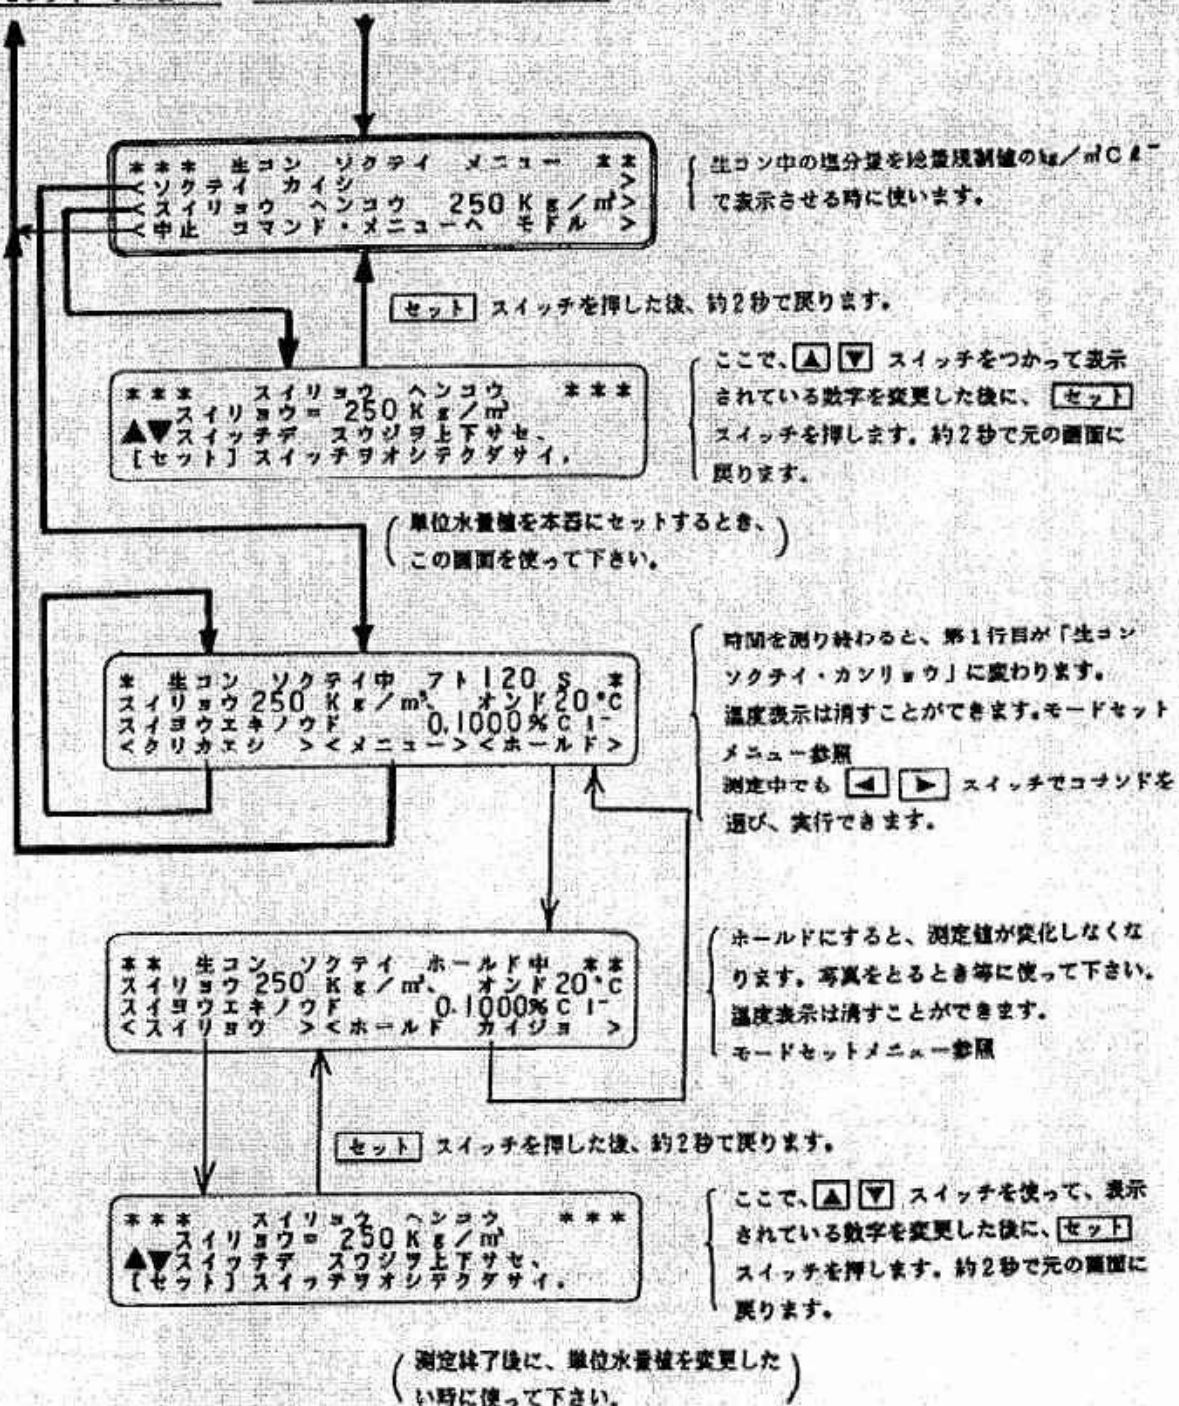 *** 生コン ソクテイ メニュー **
<ソクテイ カイシ >
<スイリョウ ヘンコウ 250Kg/m³>
<中止 コマンド・メニューヘ モドル >
生コン中の塩分量を総量規制値のkg/m³Cℓ⁻
で表示させる時に使います。
セット スイッチを押した後、約2秒で戻ります。
*** スイリョウ ヘンコウ ***
スイリョウ= 250Kg/m³
▲▼スイッチデ スウジヲ上下サセ、
[セット]スイッチヲオシテクダサイ.
ここで、▲ ▼ スイッチをつかって表示
されている数字を変更した後に、セット
スイッチを押します。約2秒で元の画面に
戻ります。
単位水量値を本器にセットするとき、
この画面を使って下さい。
* 生コン ソクテイ中 アト120 S *
スイリョウ250Kg/m³、オンド20°C
スイヨウエキノウド 0.1000%Cl⁻
<クリカエシ ><メニュー><ホールド>
時間を測り終わると、第1行目が「生コン
ソクテイ・カンリョウ」に変わります。
温度表示は消すことができます。モードセット
メニュー参照
測定中でも ◀ ▶ スイッチでコマンドを
選び、実行できます。
** 生コン ソクテイ ホールド中 **
スイリョウ250Kg/m³、オンド20°C
スイヨウエキノウド 0.1000%Cl⁻
<スイリョウ ><ホールド カイジョ >
ホールドにすると、測定値が変化しなくな
ります。写真をとるとき等に使って下さい。
温度表示は消すことができます。
モードセットメニュー参照
セット スイッチを押した後、約2秒で戻ります。
*** スイリョウ ヘンコウ ***
スイリョウ= 250Kg/m³
▲▼スイッチデ スウジヲ上下サセ、
[セット]スイッチヲオシテクダサイ.
ここで、▲ ▼ スイッチを使って、表示
されている数字を変更した後に、セット
スイッチを押します。約2秒で元の画面に
戻ります。
測定終了後に、単位水量値を変更した
い時に使って下さい。